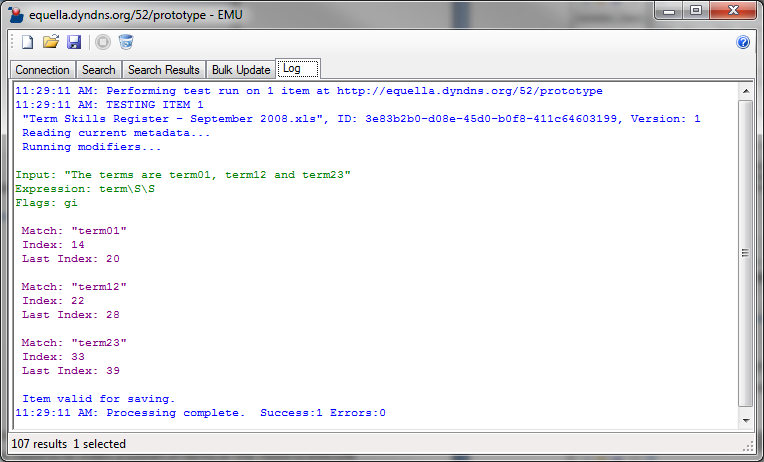 equella.dyndns.org/52/prototype - EMU
Connection Search Search Results Bulk Update Log
11:29:11 AM: Performing test run on 1 item at http://equella.dyndns.org/52/prototype
11:29:11 AM: TESTING ITEM 1
"Term Skills Register - September 2008.xls", ID: 3e83b2b0-d08e-45d0-b0f8-411c64603199, Version: 1
Reading current metadata...
Running modifiers...
Input: "The terms are term01, term12 and term23"
Expression: term\S\S
Flags: gi
Match: "term01"
Index: 14
Last Index: 20
Match: "term12"
Index: 22
Last Index: 28
Match: "term23"
Index: 33
Last Index: 39
Item valid for saving.
11:29:11 AM: Processing complete.  Success:1 Errors:0
107 results  1 selected